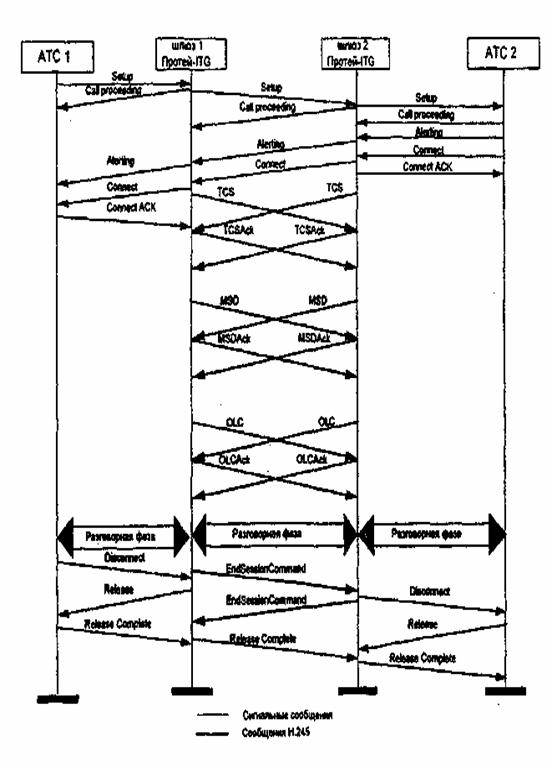 АТС 1
шлюз 1
Протей-ITG
шлюз 2
Протей-ITG
АТС 2
Setup
Call proceeding
Setup
Call proceeding
Setup
Call proceeding
Alerting
Alerting
Alerting
Connect
Connect
Connect ACK
Connect
Connect ACK
TCS
TCS
TCSAck
TCSAck
MSD
MSD
MSDAck
MSDAck
OLC
OLC
OLCAck
OLCAck
Разговорная фаза
Разговорная фаза
Разговорная фаза
Disconnect
EndSessionCommand
Release
EndSessionCommand
Disconnect
Release Complete
Release Complete
Release
Release Complete
Сигнальные сообщения
Сообщения H.245